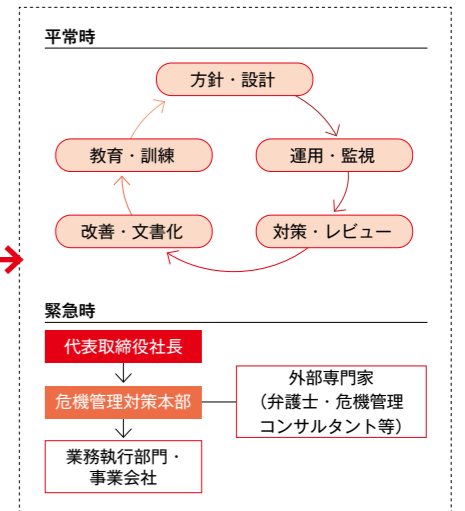 平常時
方針・設計
教育・訓練
運用・監視
改善・文書化
対策・レビュー
緊急時
代表取締役社長
危機管理対策本部
外部専門家
（弁護士・危機管理
コンサルタント等）
業務執行部門・
事業会社